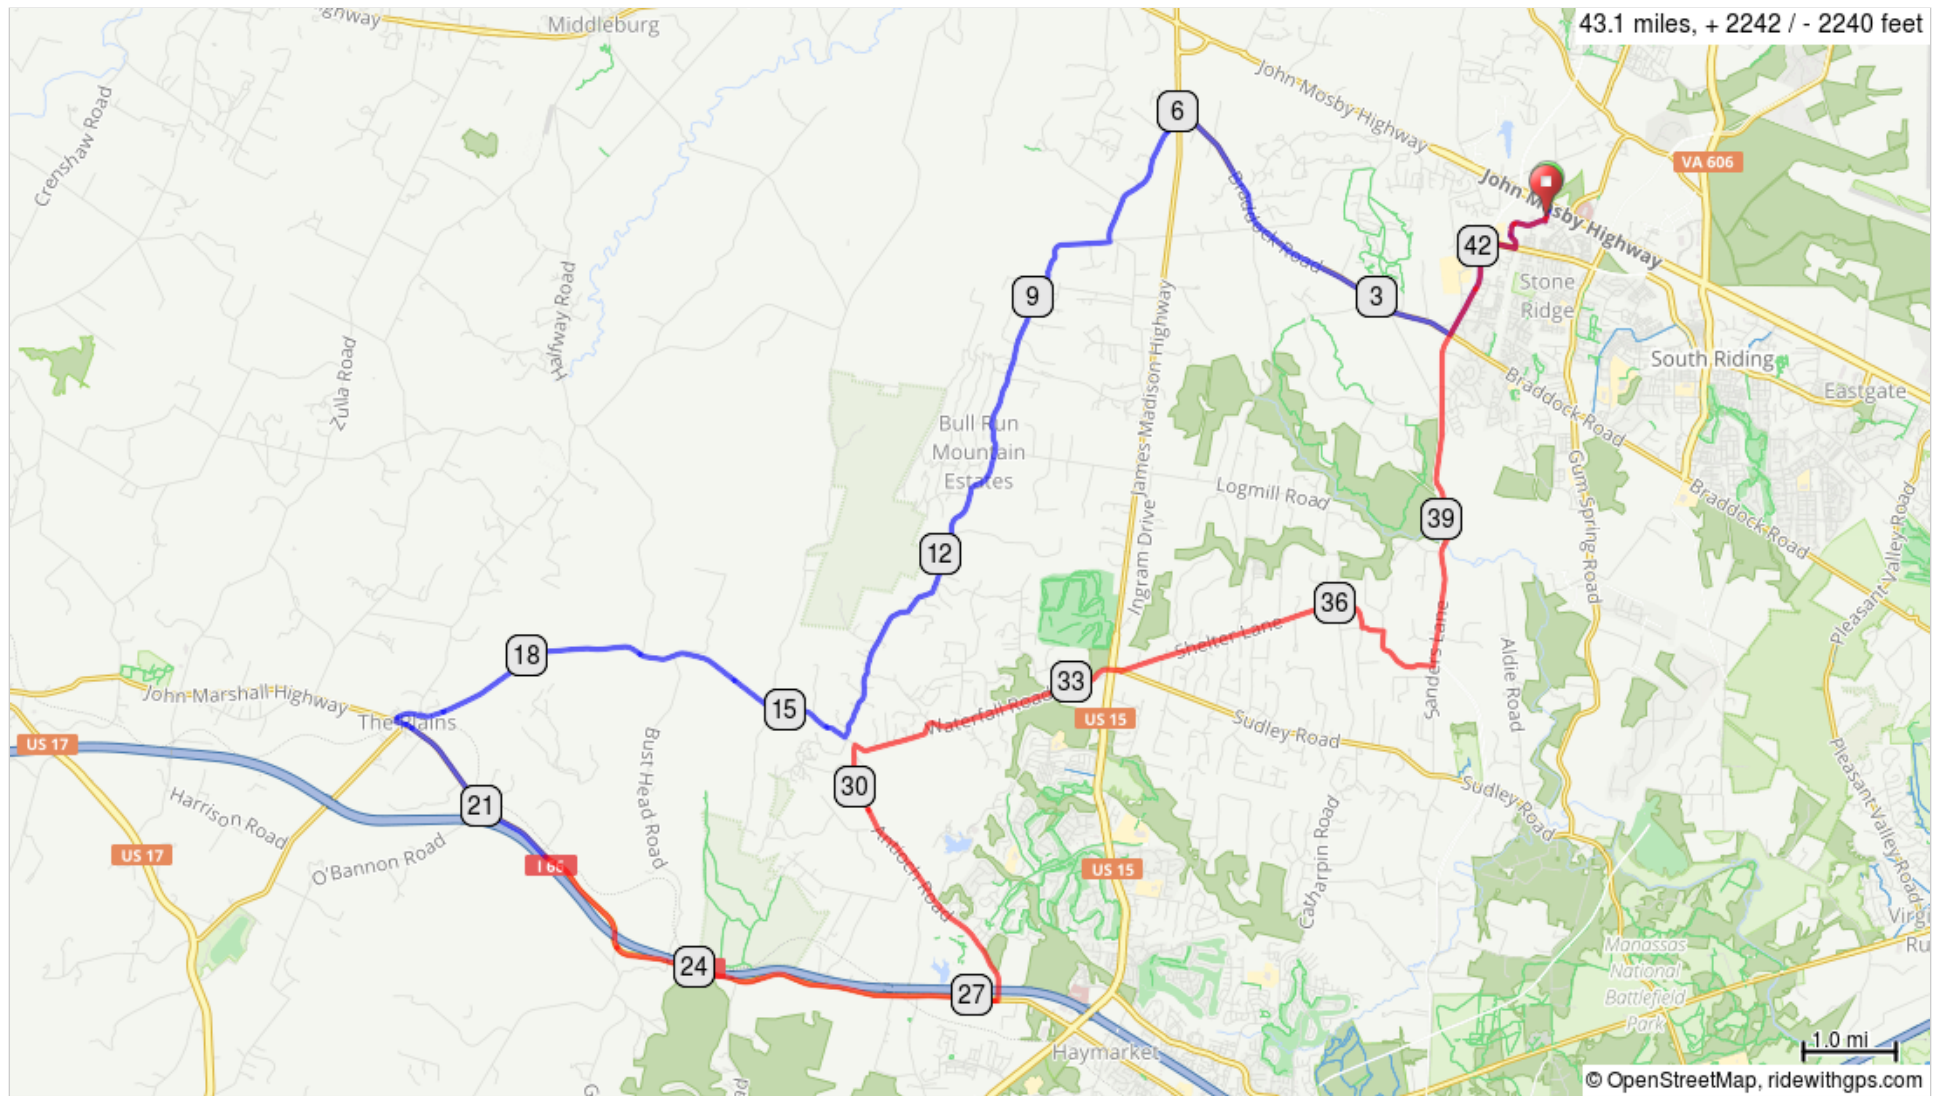 43.1 miles, + 2242 / - 2240 feet
Middleburg
Crenshaw Road
John Mosby Highway
6
VA 606
John Mosby Highway
Braddock Road
42
3
Stone
Ridge
9
Halfway Road
Zulla Road
James Madison Highway
South Riding
Eastgate
Braddock Road
Bull Run
Mountain
Estates
Logmill Road
Gum Spring Road
Braddock Road
39
12
Ingram Drive
Pleasant Valley Road
36
Shelter Lane
Sanders Lane
Aldie Road
18
John Marshall Highway
The Plains
15
33
Waterfall Road
US 15
Sudley Road
US 17
Bust Head Road
30
21
Harrison Road
Sudley Road
Pleasant Valley Road
US 17
O'Bannon Road
I 66
Antioch Road
US 15
Catharpin Road
24
27
Manassas
National
Battlefield
Park
Haymarket
1.0 mi
© OpenStreetMap, ridewithgps.com